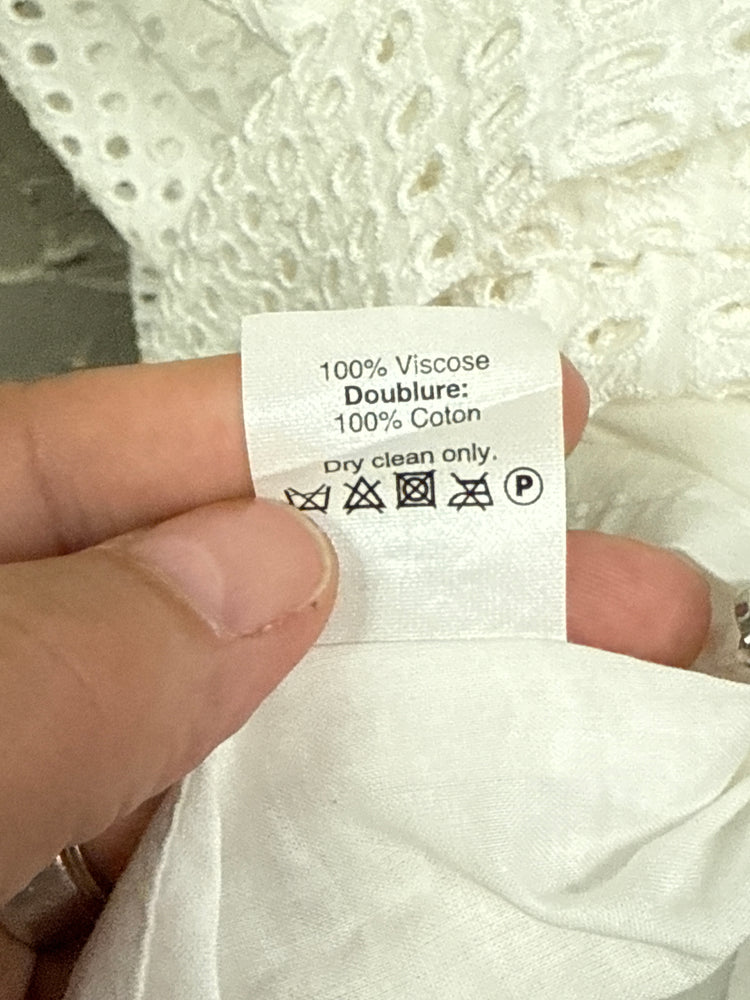 100% Viscose
Doublure:
100% Coton
Dry clean only.
P